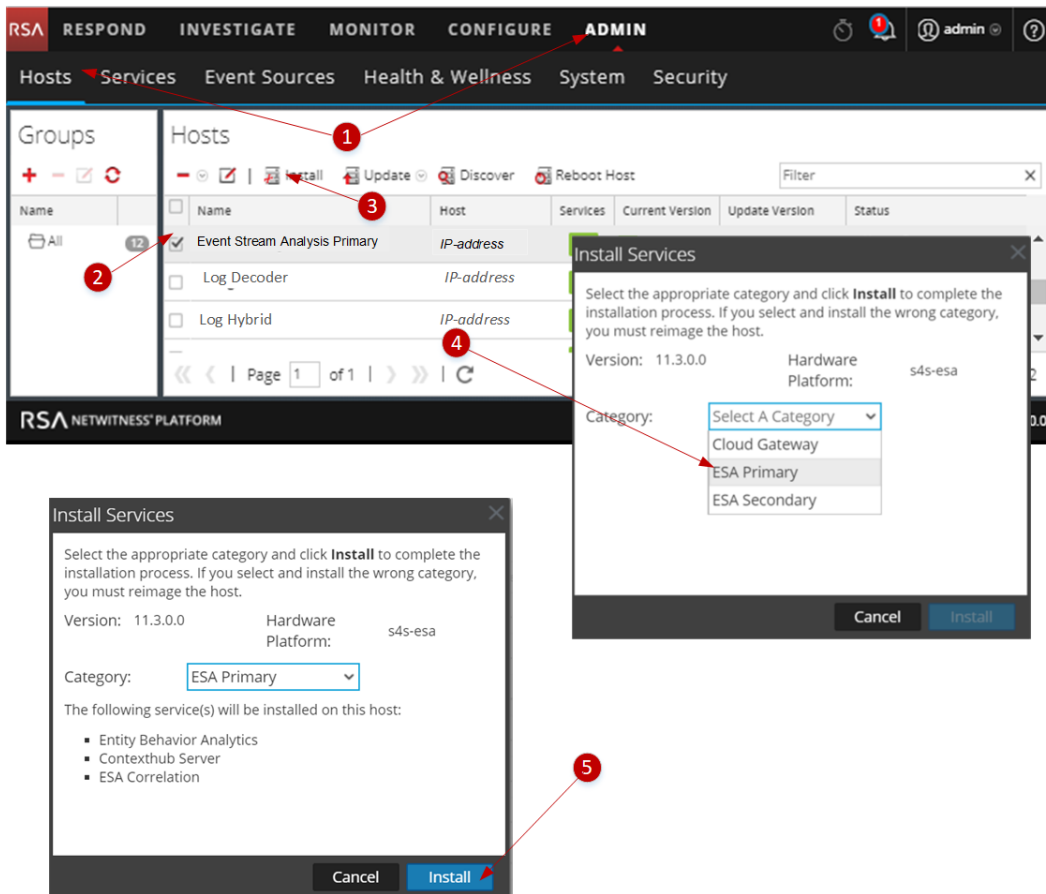 RSA RESPOND INVESTIGATE MONITOR CONFIGURE ADMIN 1 admin ?
Hosts Services Event Sources Health & Wellness System Security
1
Groups
Hosts
Install Update Discover Reboot Host Filter
3
Name Name Host Services Current Version Update Version Status
All 12 Event Stream Analysis Primary IP-address
2
Log Decoder IP-address
Log Hybrid IP-address
4
Page 1 of 1
2
RSA NETWITNESS® PLATFORM
0.0
Install Services
Select the appropriate category and click Install to complete the
installation process. If you select and install the wrong category,
you must reimage the host.
Version: 11.3.0.0 Hardware
Platform: s4s-esa
Category: Select A Category
Cloud Gateway
ESA Primary
ESA Secondary
Cancel Install
Install Services
Select the appropriate category and click Install to complete the
installation process. If you select and install the wrong category,
you must reimage the host.
Version: 11.3.0.0 Hardware
Platform: s4s-esa
Category: ESA Primary
The following service(s) will be installed on this host:
▪ Entity Behavior Analytics
▪ Contexthub Server
▪ ESA Correlation
5
Cancel Install